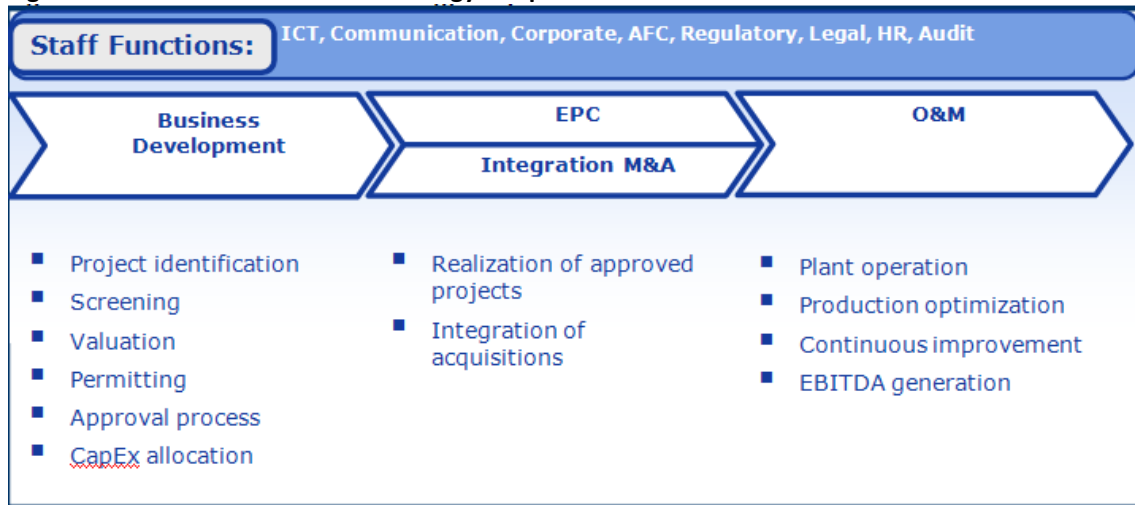 Staff Functions:
ICT, Communication, Corporate, AFC, Regulatory, Legal, HR, Audit
Business
Development
EPC
Integration M&A
O&M
▪ Project identification
▪ Screening
▪ Valuation
▪ Permitting
▪ Approval process
▪ CapEx allocation
▪ Realization of approved
projects
▪ Integration of
acquisitions
▪ Plant operation
▪ Production optimization
▪ Continuous improvement
▪ EBITDA generation